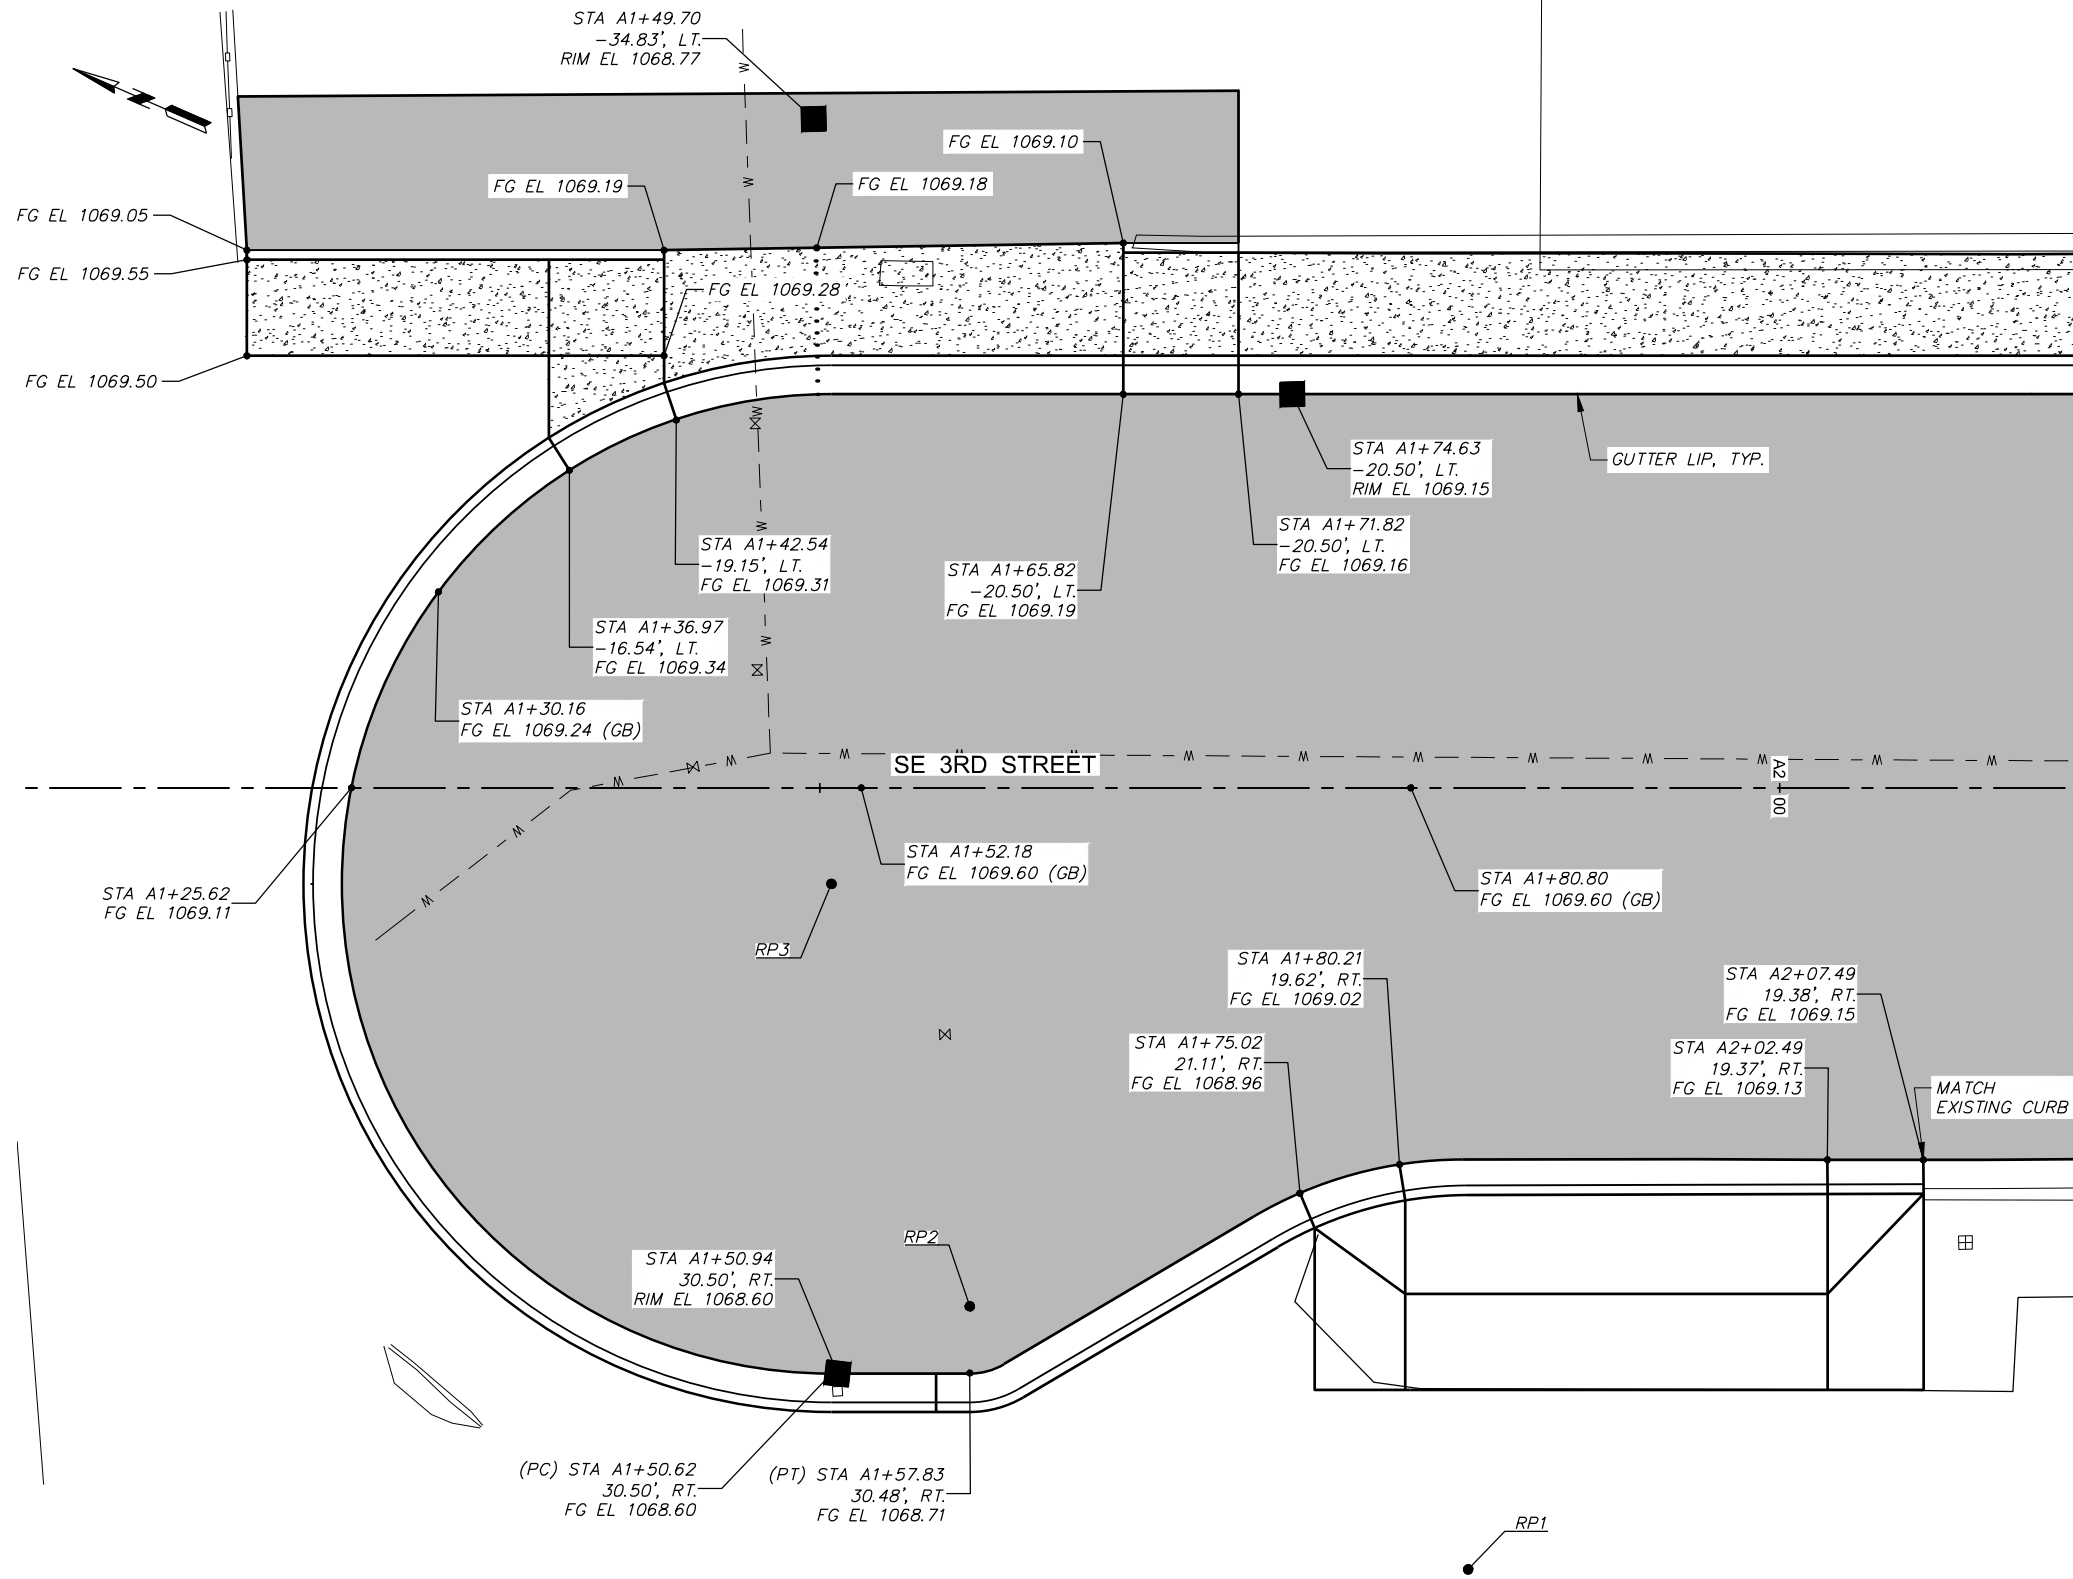 STA A1+49.70
-34.83', LT.
RIM EL 1068.77
N
W
W
FG EL 1069.10
FG EL 1069.19
FG EL 1069.18
FG EL 1069.05
FG EL 1069.55
FG EL 1069.28
FG EL 1069.50
W
STA A1+74.63
-20.50', LT.
RIM EL 1069.15
GUTTER LIP, TYP.
W
STA A1+71.82
-20.50', LT.
FG EL 1069.16
STA A1+42.54
-19.15', LT.
FG EL 1069.31
STA A1+65.82
-20.50', LT.
FG EL 1069.19
STA A1+36.97
-16.54', LT.
FG EL 1069.34
W
STA A1+30.16
FG EL 1069.24 (GB)
W W W W W W W W W W W W W
SE 3RD STREET
A2
00
W
W
STA A1+52.18
FG EL 1069.60 (GB)
STA A1+80.80
FG EL 1069.60 (GB)
STA A1+25.62
FG EL 1069.11
RP3
STA A1+80.21
19.62', RT.
FG EL 1069.02
STA A2+07.49
19.38', RT.
FG EL 1069.15
STA A1+75.02
21.11', RT.
FG EL 1068.96
STA A2+02.49
19.37', RT.
FG EL 1069.13
MATCH
EXISTING CURB
RP2
STA A1+50.94
30.50', RT.
RIM EL 1068.60
(PC) STA A1+50.62
30.50', RT.
FG EL 1068.60
(PT) STA A1+57.83
30.48', RT.
FG EL 1068.71
RP1